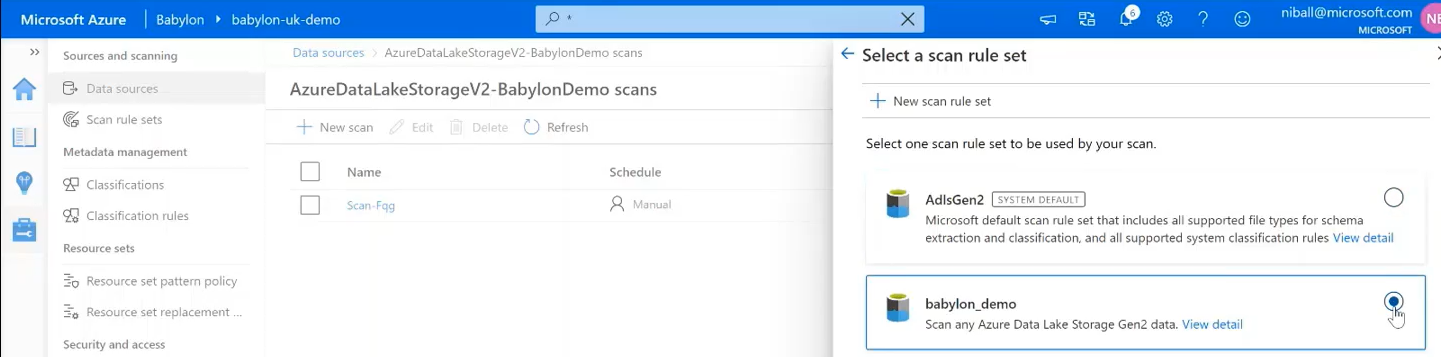 Microsoft Azure Babylon > babylon-uk-demo * 6 niball@microsoft.com
MICROSOFT NE
Sources and scanning
Data sources
Scan rule sets
Metadata management
Classifications
Classification rules
Resource sets
Resource set pattern policy
Resource set replacement ...
Security and access
Data sources > AzureDataLakeStorageV2-BabylonDemo scans
AzureDataLakeStorageV2-BabylonDemo scans
New scan Edit Delete Refresh
Name Schedule
Scan-Fqg Manual
Select a scan rule set
New scan rule set
Select one scan rule set to be used by your scan.
AdlsGen2 SYSTEM DEFAULT
Microsoft default scan rule set that includes all supported file types for schema
extraction and classification, and all supported system classification rules View detail
babylon_demo
Scan any Azure Data Lake Storage Gen2 data. View detail